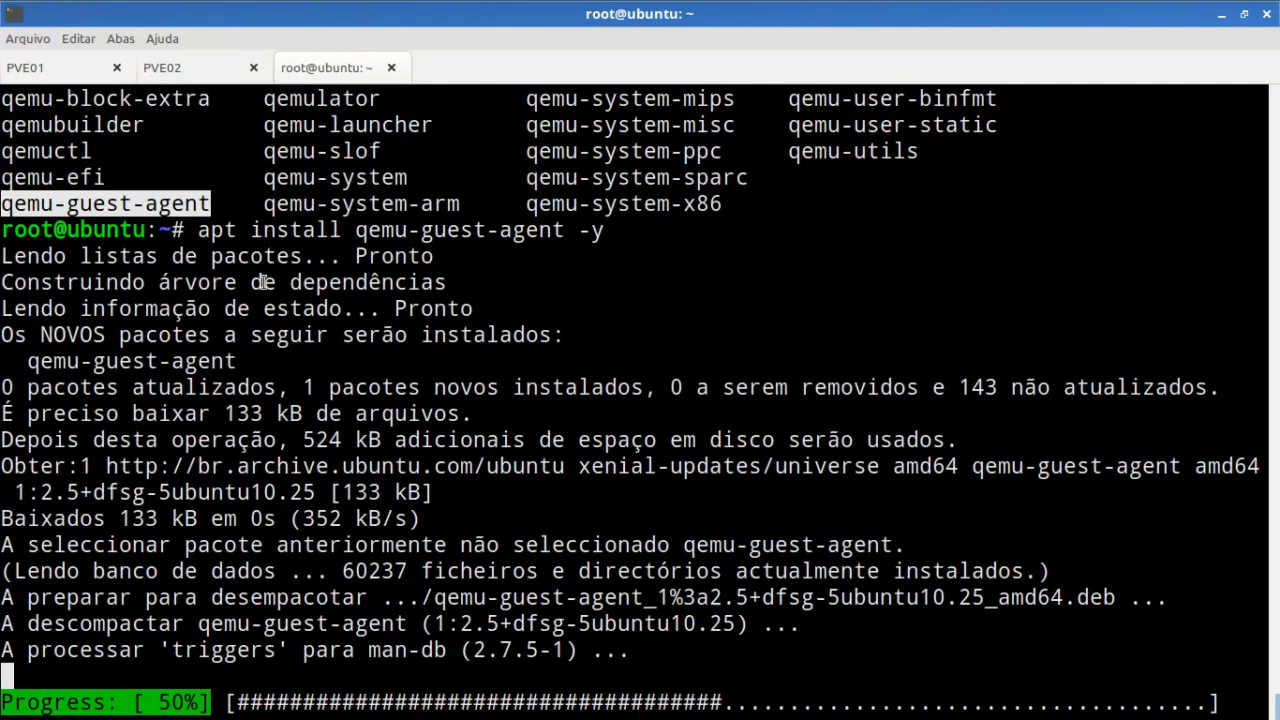 root@ubuntu: ~
Arquivo Editar Abas Ajuda
PVE01 PVE02 root@ubuntu: ~
qemu-block-extra qemulator qemu-system-mips qemu-user-binfmt
qemubuilder qemu-launcher qemu-system-misc qemu-user-static
qemuctl qemu-slof qemu-system-ppc qemu-utils
qemu-efi qemu-system qemu-system-sparc
qemu-guest-agent qemu-system-arm qemu-system-x86
root@ubuntu:~# apt install qemu-guest-agent -y
Lendo listas de pacotes... Pronto
Construindo árvore de dependências
Lendo informação de estado... Pronto
Os NOVOS pacotes a seguir serão instalados:
qemu-guest-agent
0 pacotes atualizados, 1 pacotes novos instalados, 0 a serem removidos e 143 não atualizados.
É preciso baixar 133 kB de arquivos.
Depois desta operação, 524 kB adicionais de espaço em disco serão usados.
Obter:1 http://br.archive.ubuntu.com/ubuntu xenial-updates/universe amd64 qemu-guest-agent amd64
1:2.5+dfsg-5ubuntu10.25 [133 kB]
Baixados 133 kB em 0s (352 kB/s)
A seleccionar pacote anteriormente não seleccionado qemu-guest-agent.
(Lendo banco de dados ... 60237 ficheiros e directórios actualmente instalados.)
A preparar para desempacotar .../qemu-guest-agent_1%3a2.5+dfsg-5ubuntu10.25_amd64.deb ...
A descompactar qemu-guest-agent (1:2.5+dfsg-5ubuntu10.25) ...
A processar 'triggers' para man-db (2.7.5-1) ...
Progress: [ 50%] [#####################################.....................................]